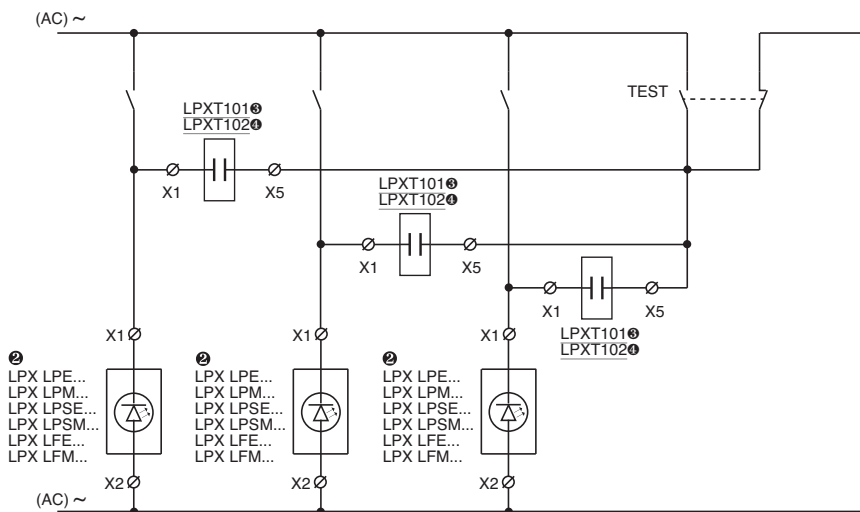 (AC) ~
TEST
LPXT101❸
LPXT102❹
X1
X5
LPXT101❸
LPXT102❹
X1
X5
X1
X5
LPXT101❸
LPXT102❹
X1
❷
LPX LPE...
LPX LPM...
LPX LPSE...
LPX LPSM...
LPX LFE...
LPX LFM...
X2
X1
❷
LPX LPE...
LPX LPM...
LPX LPSE...
LPX LPSM...
LPX LFE...
LPX LFM...
X2
X1
❷
LPX LPE...
LPX LPM...
LPX LPSE...
LPX LPSM...
LPX LFE...
LPX LFM...
X2
(AC) ~